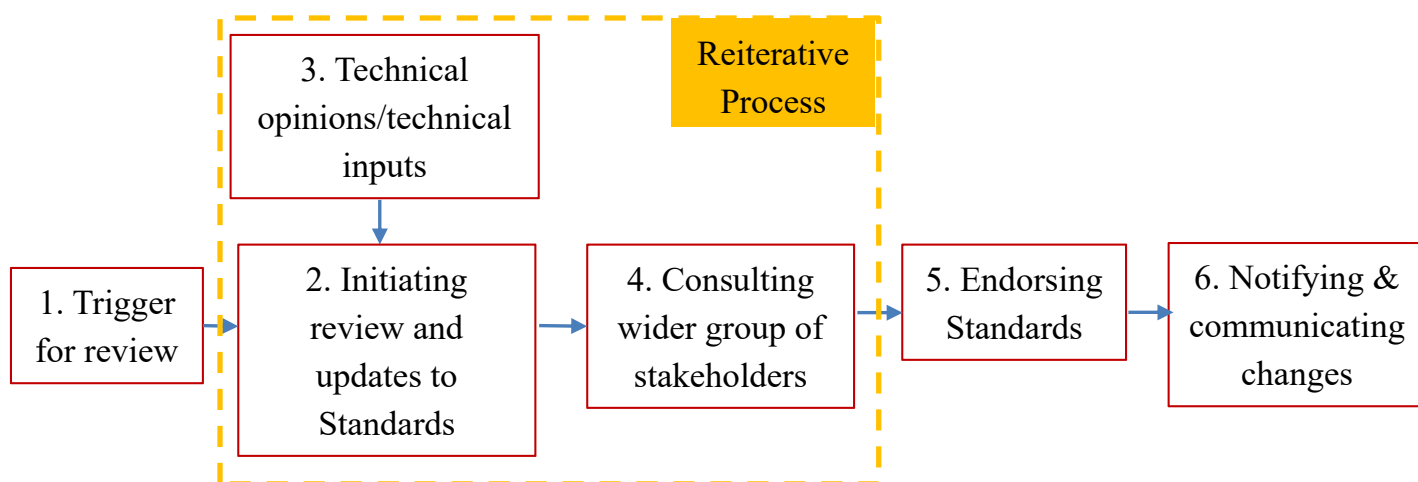 Reiterative
Process
3. Technical
opinions/technical
inputs
1. Trigger
for review
2. Initiating
review and
updates to
Standards
4. Consulting
wider group of
stakeholders
5. Endorsing
Standards
6. Notifying &
communicating
changes